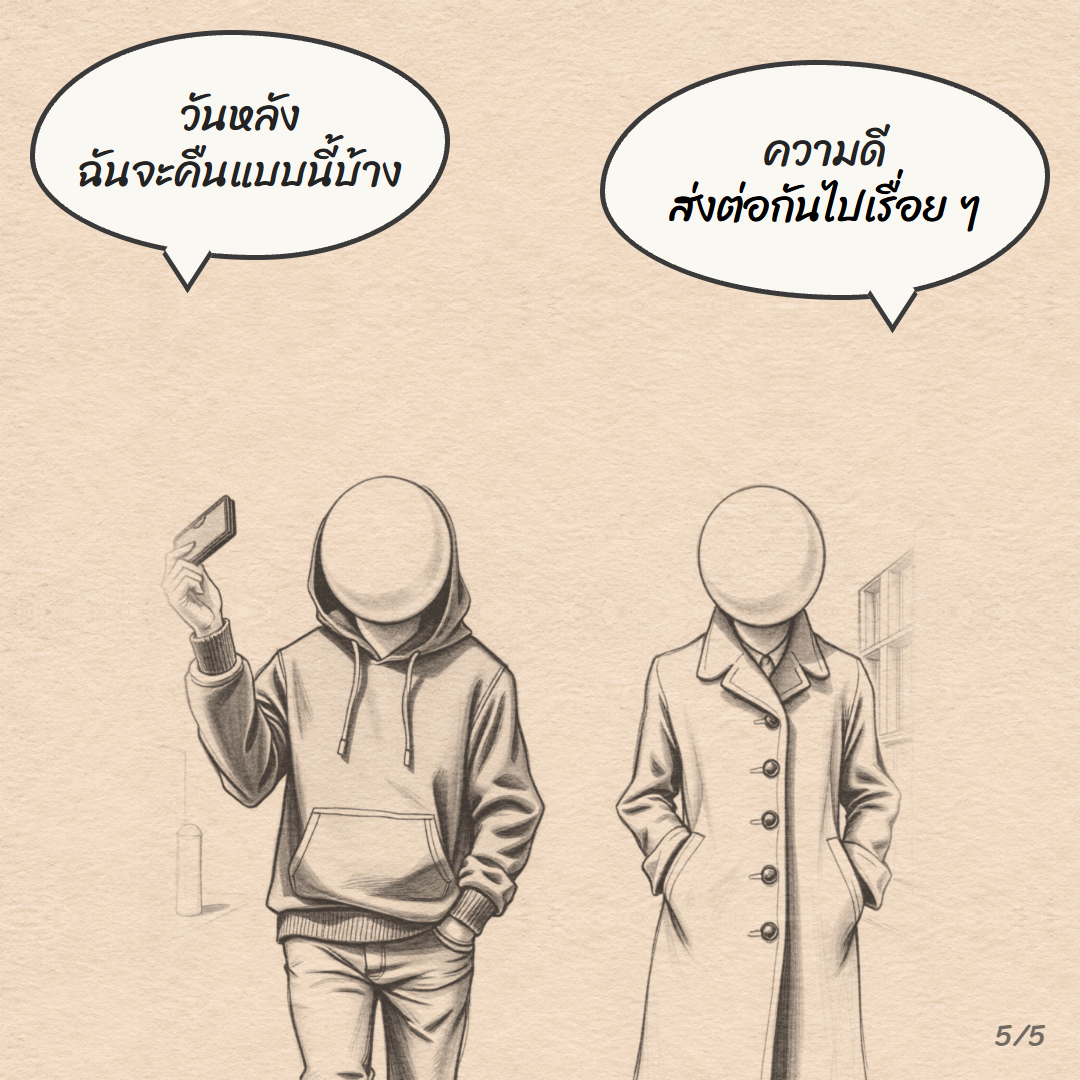 วันหลัง
ฉันจะคืนแบบนี้บ้าง
ความดี
ส่งต่อกันไปเรื่อย ๆ
5/5